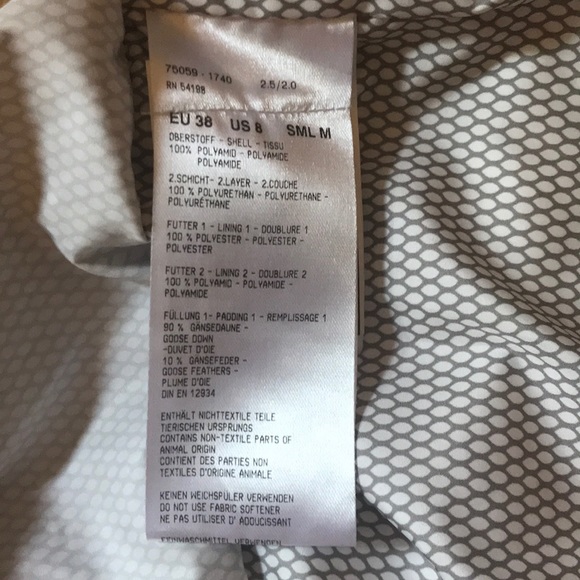 76059 - 1740 2.5/2.0
RN 54198
EU 38 US 8 SML M
OBERSTOFF - SHELL - TISSU
100% POLYAMID - POLYAMIDE
POLYAMIDE
2.SCHICHT- 2.LAYER - 2.COUCHE
100 % POLYURETHAN - POLYURETHANE -
POLYURÉTHANE
FUTTER 1 - LINING 1 - DOUBLURE 1
100 % POLYESTER - POLYESTER -
POLYESTER
FUTTER 2 - LINING 2 - DOUBLURE 2
100 % POLYAMID - POLYAMIDE -
POLYAMIDE
FÜLLUNG 1- PADDING 1 - REMPLISSAGE 1
90 % GÄNSEDAUNE -
GOOSE DOWN
-DUVET D'OIE
10 % GÄNSEFEDER -
GOOSE FEATHERS -
PLUME D'OIE
DIN EN 12934
ENTHÄLT NICHTTEXTILE TEILE
TIERISCHEN URSPRUNGS
CONTAINS NON-TEXTILE PARTS OF
ANIMAL ORIGIN
CONTIENT DES PARTIES NON
TEXTILES D'ORIGINE ANIMALE
KEINEN WEICHSPÜLER VERWENDEN
DO NOT USE FABRIC SOFTENER
NE PAS UTILISER D' ADOUCISSANT
FEINWASCHMITTEL VERWENDEN